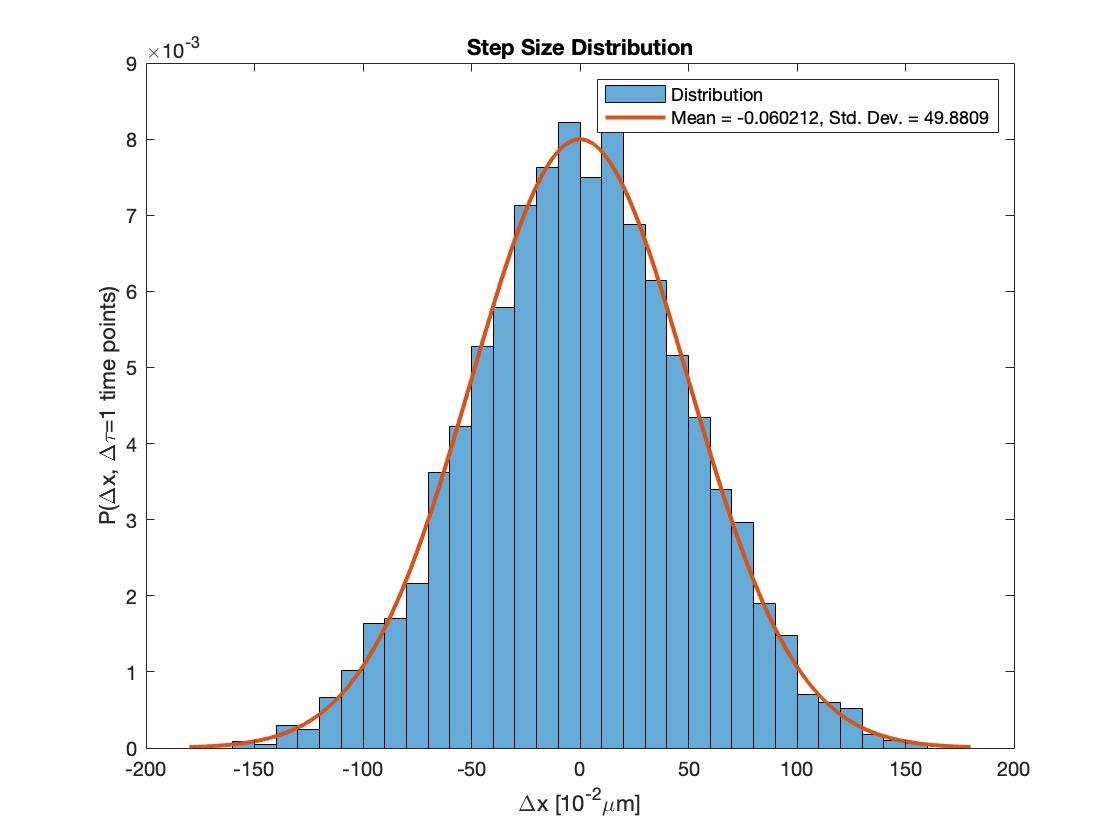 Step Size Distribution
×10⁻³
Distribution
Mean = -0.060212, Std. Dev. = 49.8809
9
8
7
6
5
4
3
2
1
0
P(Δx, Δτ=1 time points)
-200 -150 -100 -50 0 50 100 150 200
Δx [10⁻²μm]